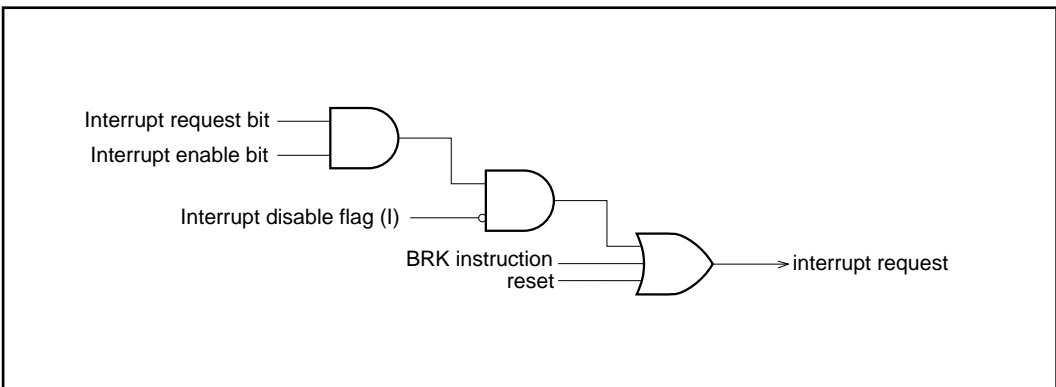 Interrupt request bit
Interrupt enable bit
Interrupt disable flag (I)
BRK instruction
reset
interrupt request